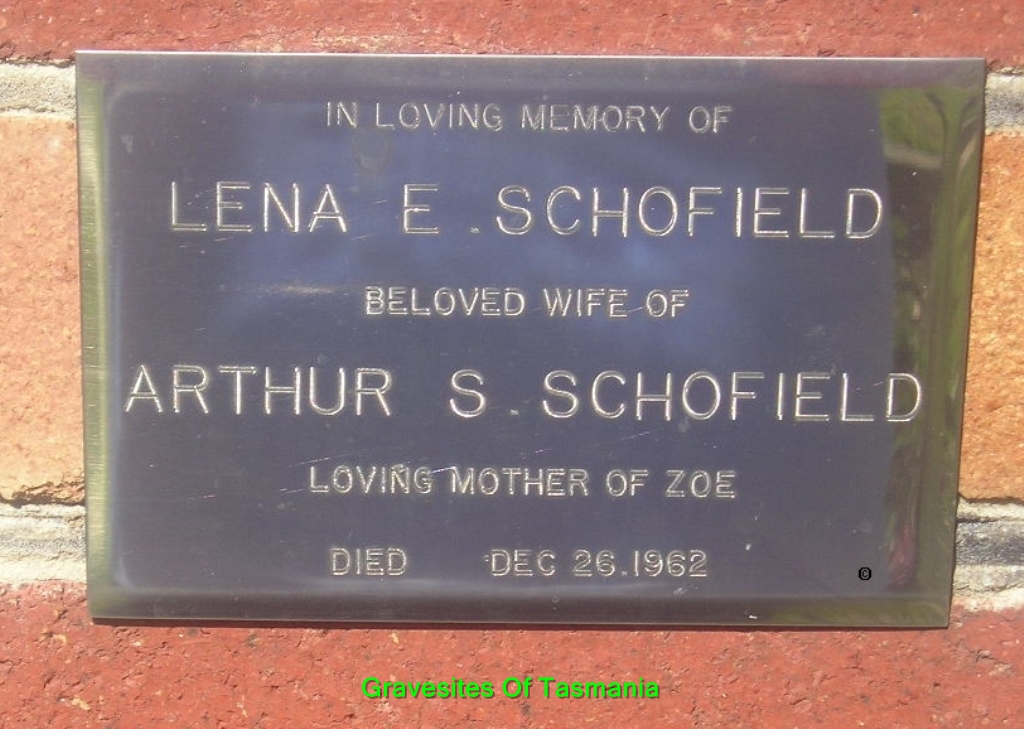 IN LOVING MEMORY OF
LENA E. SCHOFIELD
BELOVED WIFE OF
ARTHUR S. SCHOFIELD
LOVING MOTHER OF ZOE
DIED DEC 26.1962
©
Gravesites Of Tasmania